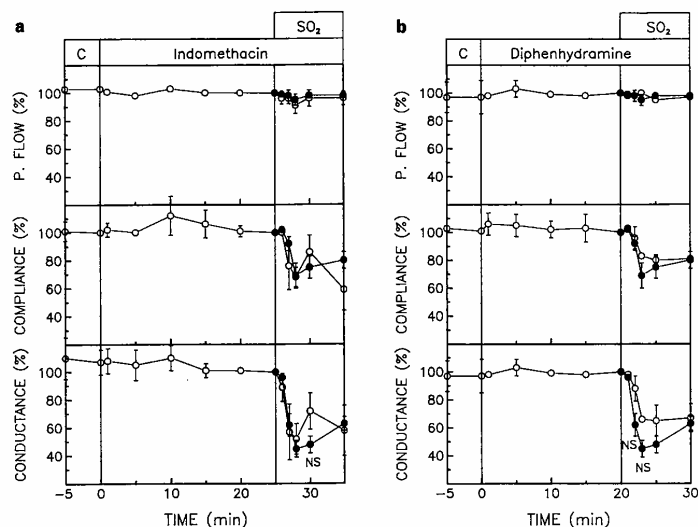 a
SO₂
C Indomethacin
P. FLOW (%)
100
80
60
40
COMPLIANCE (%)
100
80
60
40
CONDUCTANCE (%)
100
80
60
40
NS
-5 0 10 20 30
TIME (min)
b
SO₂
C Diphenhydramine
P. FLOW (%)
100
80
60
40
COMPLIANCE (%)
100
80
60
40
CONDUCTANCE (%)
100
80
60
40
NS
NS
-5 0 10 20 30
TIME (min)